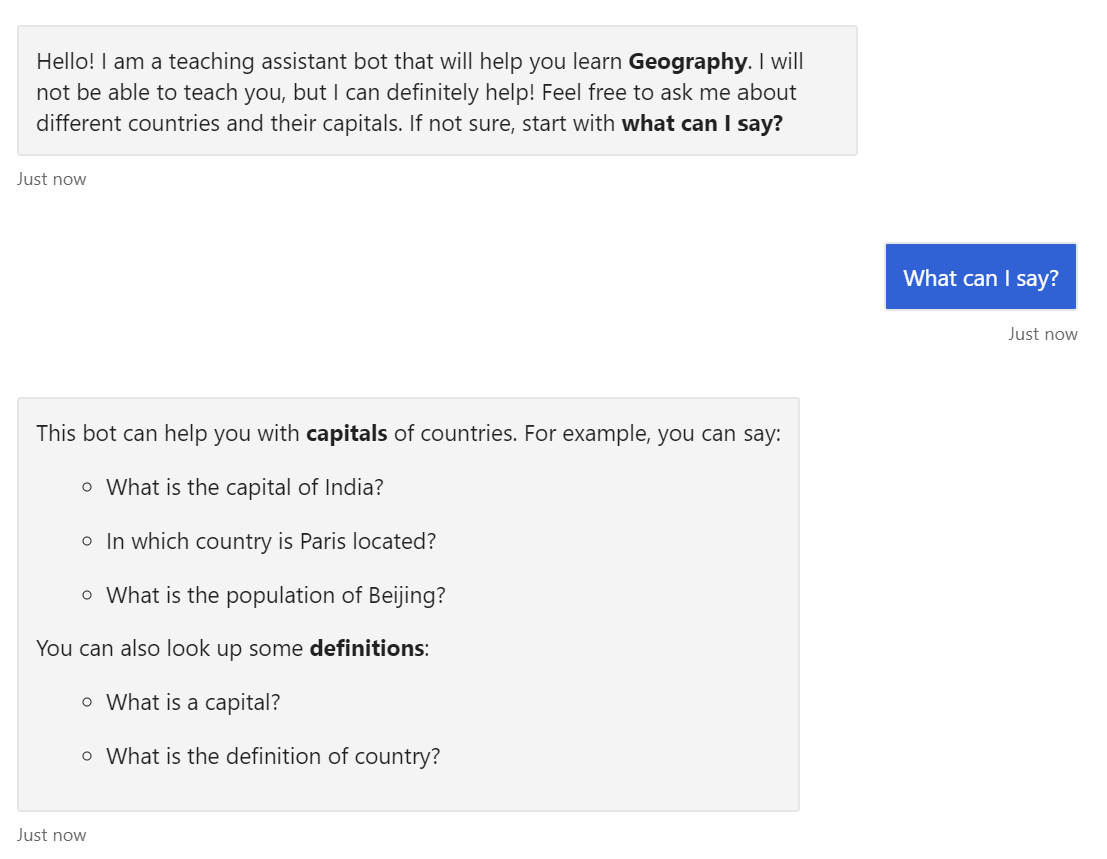 Hello! I am a teaching assistant bot that will help you learn Geography. I will
not be able to teach you, but I can definitely help! Feel free to ask me about
different countries and their capitals. If not sure, start with what can I say?
Just now
What can I say?
Just now
This bot can help you with capitals of countries. For example, you can say:
What is the capital of India?
In which country is Paris located?
What is the population of Beijing?
You can also look up some definitions:
What is a capital?
What is the definition of country?
Just now